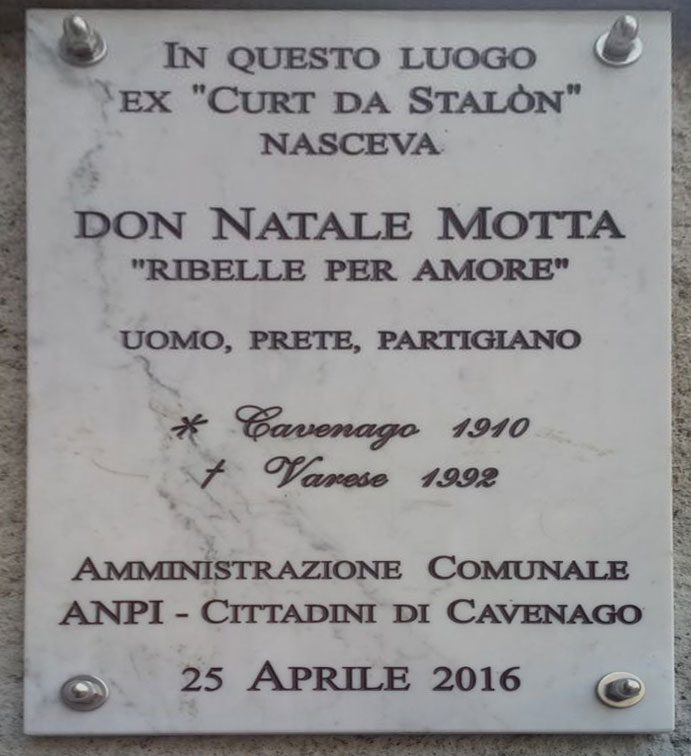 In questo luogo
ex "Curt da Stalòn"
nasceva
don Natale Motta
"ribelle per amore"
uomo, prete, partigiano
* Cavenago 1910
† Varese 1992
Amministrazione Comunale
ANPI - Cittadini di Cavenago
25 Aprile 2016